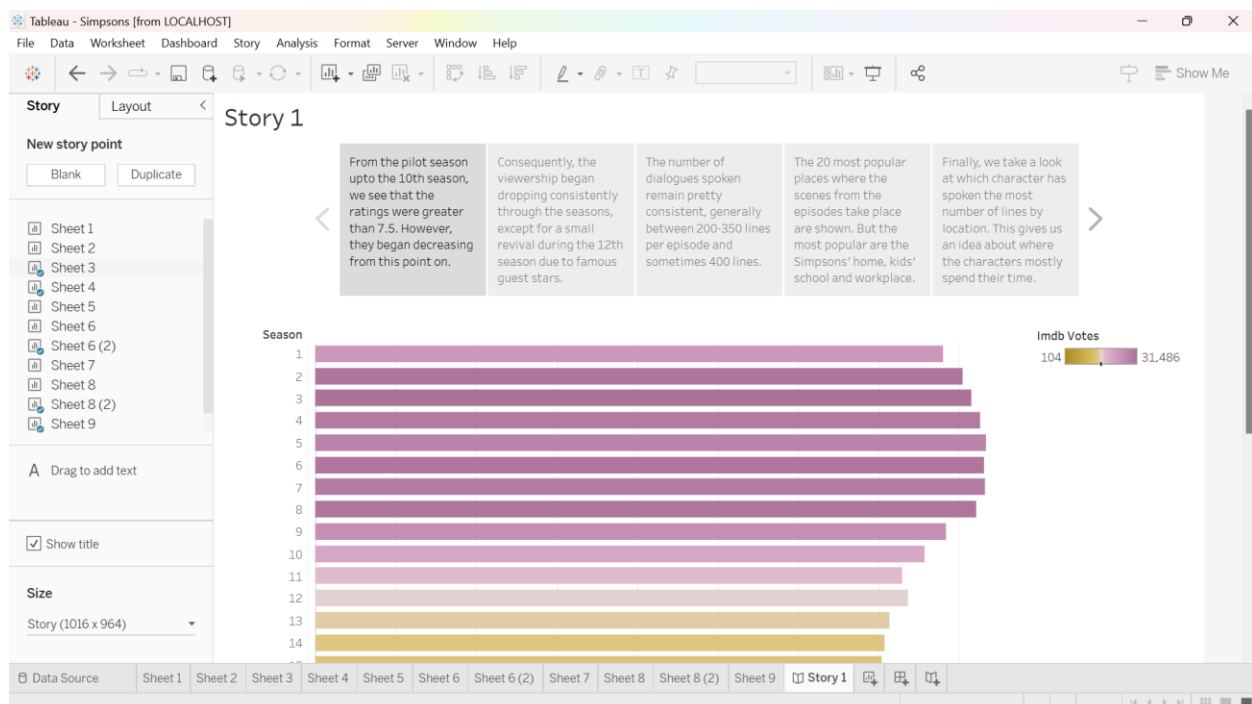 Tableau - Simpsons [from LOCALHOST]
File Data Worksheet Dashboard Story Analysis Format Server Window Help
Show Me
Story Layout
New story point
Blank Duplicate
Sheet 1
Sheet 2
Sheet 3
Sheet 4
Sheet 5
Sheet 6
Sheet 6 (2)
Sheet 7
Sheet 8
Sheet 8 (2)
Sheet 9
A Drag to add text
Show title
Size
Story (1016 x 964)
Story 1
From the pilot season
upto the 10th season,
we see that the
ratings were greater
than 7.5. However,
they began decreasing
from this point on.
Consequently, the
viewership began
dropping consistently
through the seasons,
except for a small
revival during the 12th
season due to famous
guest stars.
The number of
dialogues spoken
remain pretty
consistent, generally
between 200-350 lines
per episode and
sometimes 400 lines.
The 20 most popular
places where the
scenes from the
episodes take place
are shown. But the
most popular are the
Simpsons' home, kids'
school and workplace.
Finally, we take a look
at which character has
spoken the most
number of lines by
location. This gives us
an idea about where
the characters mostly
spend their time.
Season
1
2
3
4
5
6
7
8
9
10
11
12
13
14
Imdb Votes
104 31,486
Data Source Sheet 1 Sheet 2 Sheet 3 Sheet 4 Sheet 5 Sheet 6 Sheet 6 (2) Sheet 7 Sheet 8 Sheet 8 (2) Sheet 9 Story 1